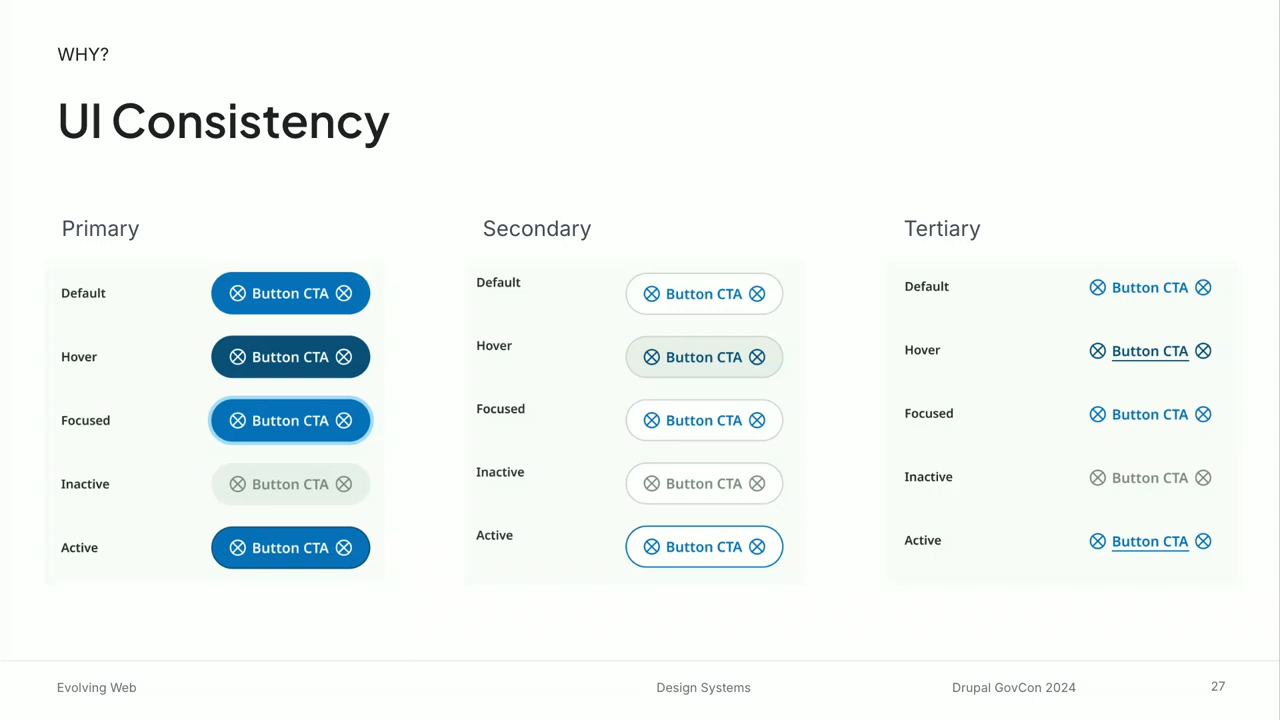 WHY?
UI Consistency
Primary
Default
Button CTA
Hover
Button CTA
Focused
Button CTA
Inactive
Button CTA
Active
Button CTA
Secondary
Default
Button CTA
Hover
Button CTA
Focused
Button CTA
Inactive
Button CTA
Active
Button CTA
Tertiary
Default
Button CTA
Hover
Button CTA
Focused
Button CTA
Inactive
Button CTA
Active
Button CTA
Evolving Web
Design Systems
Drupal GovCon 2024
27